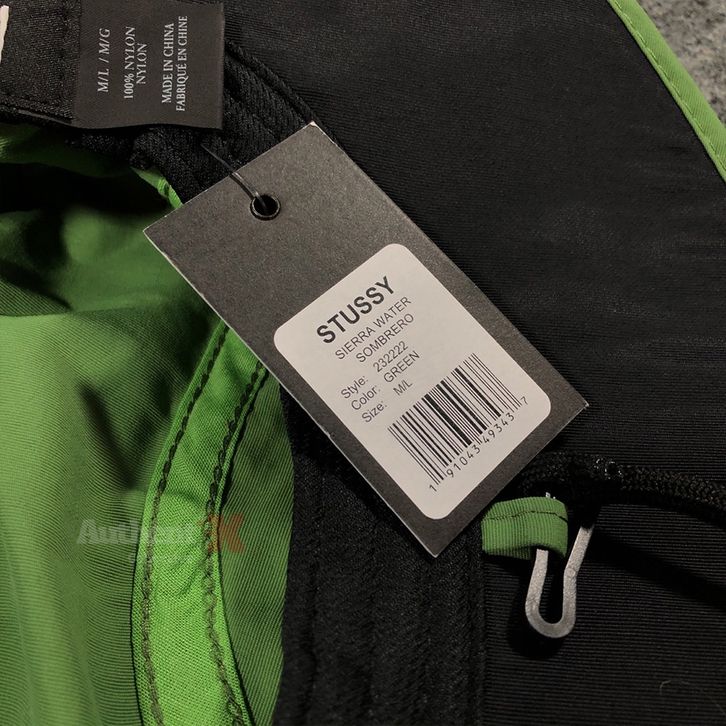 M/L / M/G
100% NYLON
NYLON
MADE IN CHINA
FABRIQUÉ EN CHINE
STUSSY
SIERRA WATER
SOMBRERO
Style: 232222
Color: GREEN
Size: M/L
1 91043 49343 7